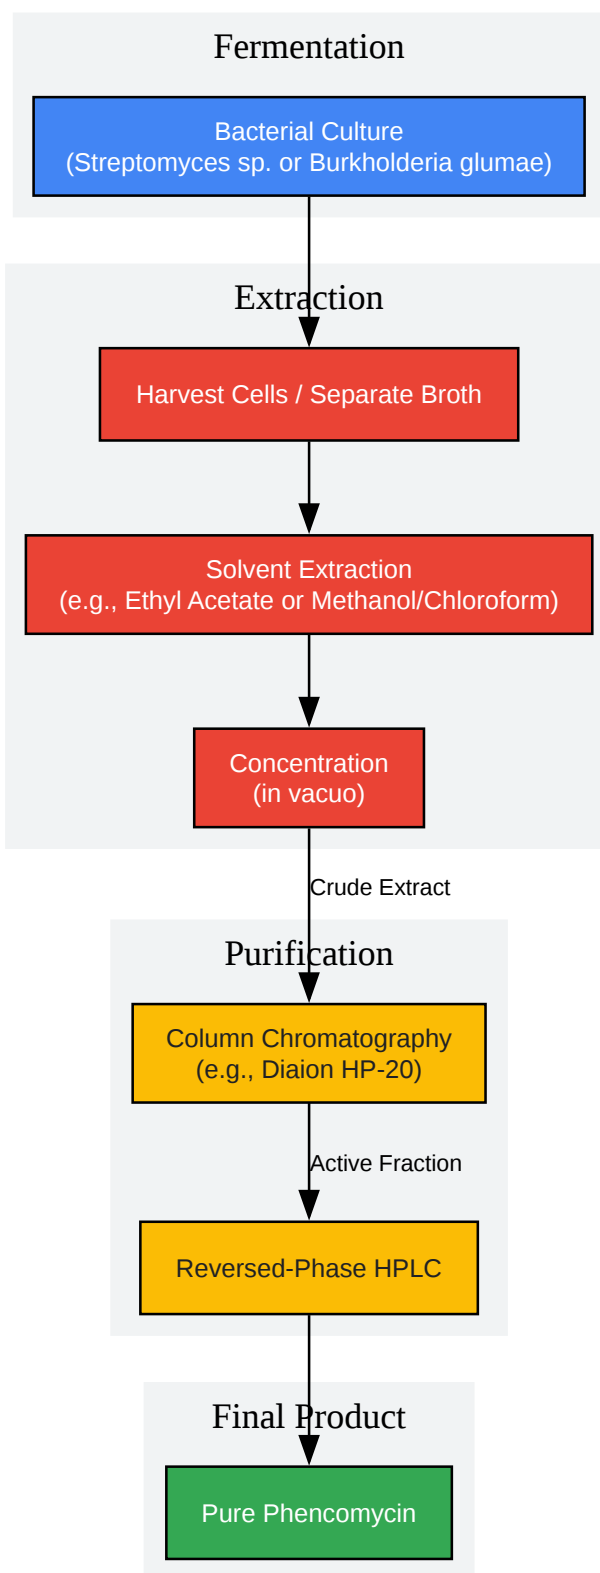 Fermentation
Bacterial Culture
(Streptomyces sp. or Burkholderia glumae)
Extraction
Harvest Cells / Separate Broth
Solvent Extraction
(e.g., Ethyl Acetate or Methanol/Chloroform)
Concentration
(in vacuo)
Crude Extract
Purification
Column Chromatography
(e.g., Diaion HP-20)
Active Fraction
Reversed-Phase HPLC
Final Product
Pure Phencomycin